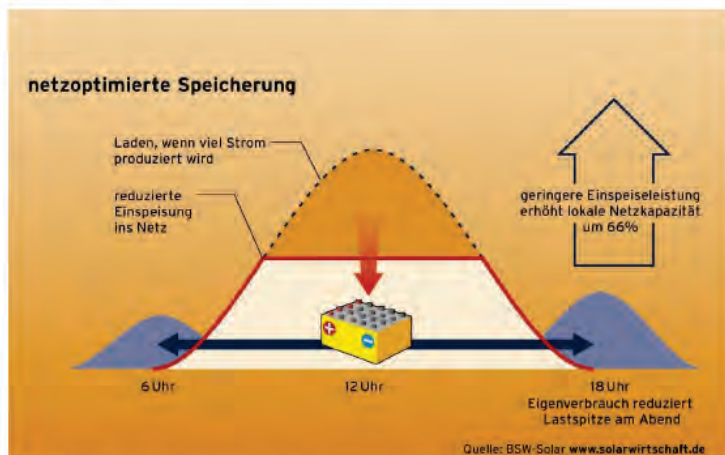 netzoptimierte Speicherung
Laden, wenn viel Strom
produziert wird
reduzierte
Einspeisung
ins Netz
geringere Einspeiseleistung
erhöht lokale Netzkapazität
um 66%
+
−
6 Uhr
12 Uhr
18 Uhr
Eigenverbrauch reduziert
Lastspitze am Abend
Quelle: BSW-Solar www.solarwirtschaft.de